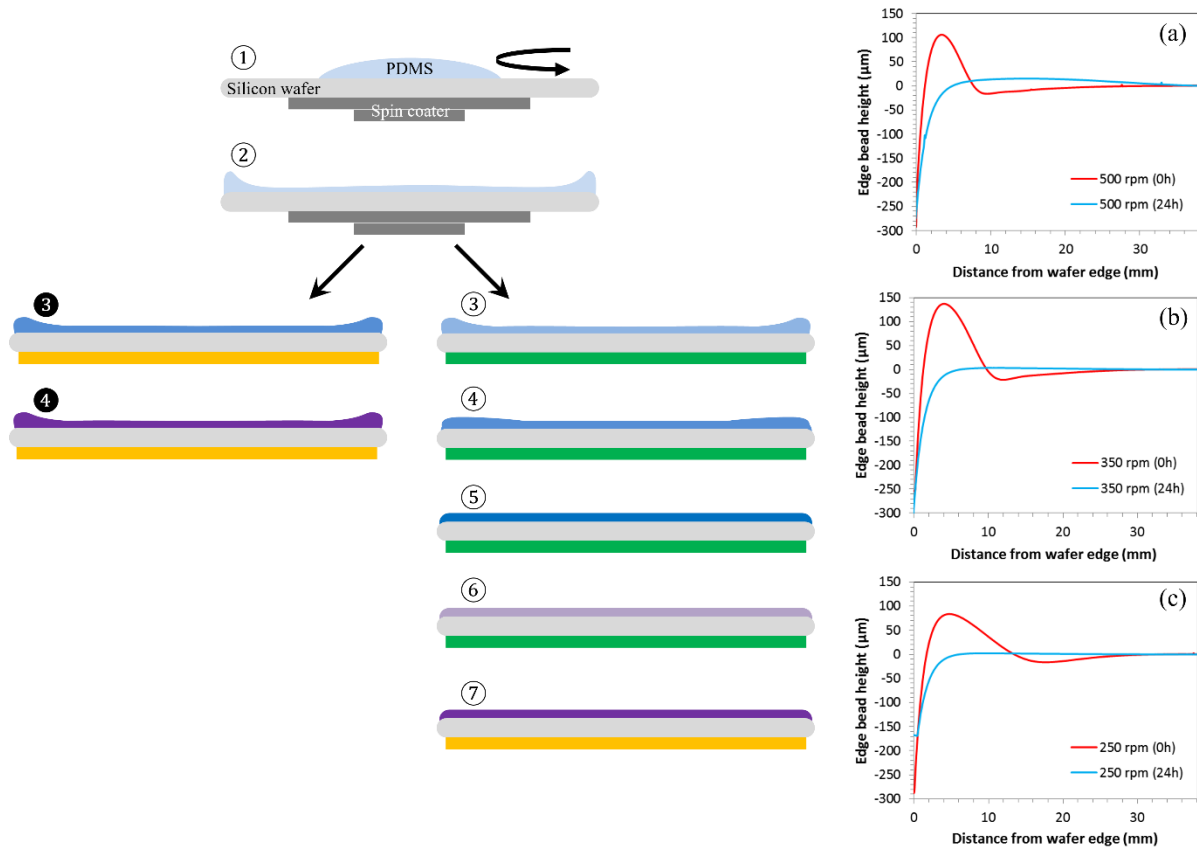 ①
PDMS
Silicon wafer
Spin coater
②
❸
❹
③
④
⑤
⑥
⑦
(a)
150
100
50
0
-50
-100
-150
-200
-250
-300
Edge bead height (µm)
500 rpm (0h)
500 rpm (24h)
0 10 20 30
Distance from wafer edge (mm)
(b)
150
100
50
0
-50
-100
-150
-200
-250
-300
Edge bead height (µm)
350 rpm (0h)
350 rpm (24h)
0 10 20 30
Distance from wafer edge (mm)
(c)
150
100
50
0
-50
-100
-150
-200
-250
-300
Edge bead height (µm)
250 rpm (0h)
250 rpm (24h)
0 10 20 30
Distance from wafer edge (mm)